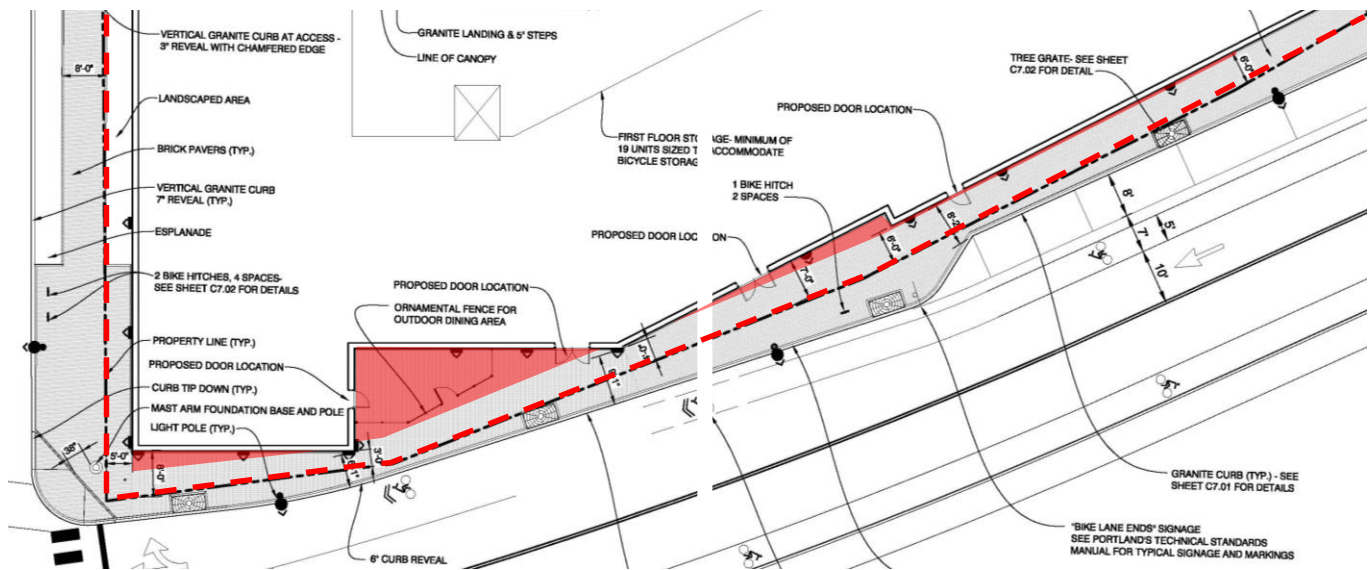 VERTICAL GRANITE CURB AT ACCESS -
3" REVEAL WITH CHAMFERED EDGE
8'-0"
LANDSCAPED AREA
BRICK PAVERS (TYP.)
VERTICAL GRANITE CURB
7" REVEAL (TYP.)
ESPLANADE
2 BIKE HITCHES, 4 SPACES-
SEE SHEET C7.02 FOR DETAILS
PROPERTY LINE (TYP.)
PROPOSED DOOR LOCATION
CURB TIP DOWN (TYP.)
MAST ARM FOUNDATION BASE AND POLE
LIGHT POLE (TYP.)
38"
5'-0"
8'-0"
3'-0"
6" CURB REVEAL
GRANITE LANDING & 5" STEPS
LINE OF CANOPY
PROPOSED DOOR LOCATION
ORNAMENTAL FENCE FOR
OUTDOOR DINING AREA
9'-1"
FIRST FLOOR STO AGE- MINIMUM OF
19 UNITS SIZED T ACCOMMODATE
BICYCLE STORAG
1 BIKE HITCH
2 SPACES
PROPOSED DOOR LOC ION
7'-0"
6'-0"
8'-2"
PROPOSED DOOR LOCATION
TREE GRATE- SEE SHEET
C7.02 FOR DETAIL
6'-0"
8'
5'
7'
10'
GRANITE CURB (TYP.) - SEE
SHEET C7.01 FOR DETAILS
"BIKE LANE ENDS" SIGNAGE
SEE PORTLAND'S TECHNICAL STANDARDS
MANUAL FOR TYPICAL SIGNAGE AND MARKINGS